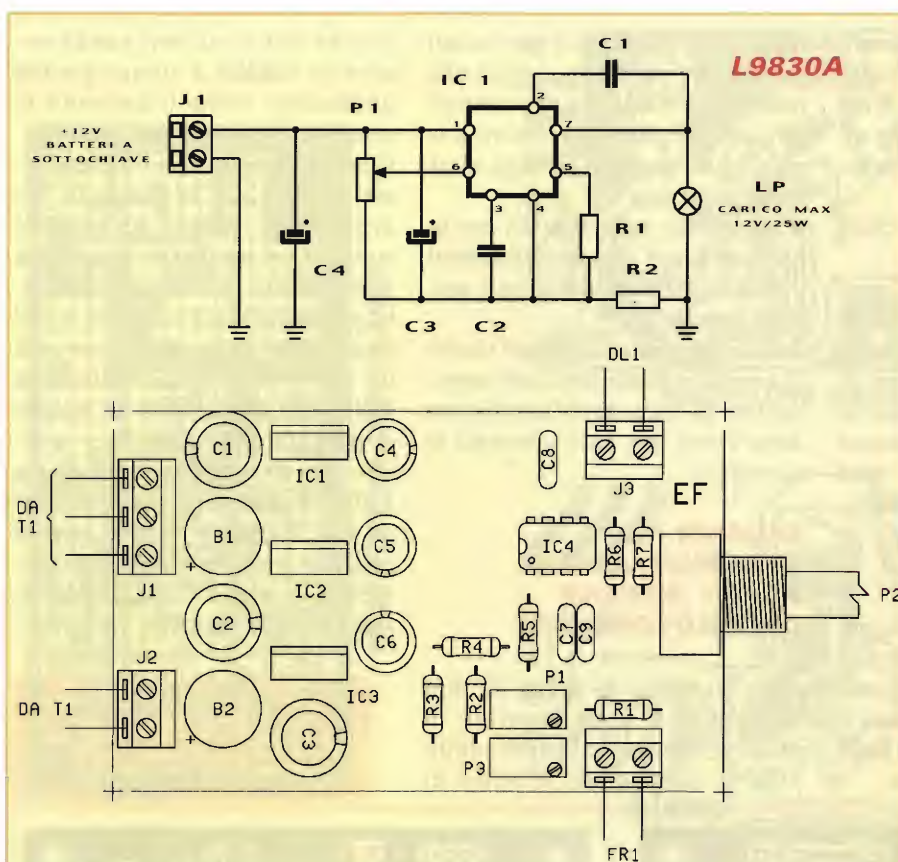 L9830A
C1
IC 1
J1
P1
2
+12V
BATTERIA
SOTTOCHIAVE
1
7
6
5
3
4
LP
CARICO MAX
12V/25W
R1
R2
C4
C3
C2
DL1
C1
IC1
C4
C8
J3
EF
DA
T1
B1
+
J1
C5
IC2
IC4
R6
R7
P2
C2
C6
R5
C7
C9
J2
R4
IC3
P1
DA T1
B2
+
R3
R2
R1
C3
P3
FR1